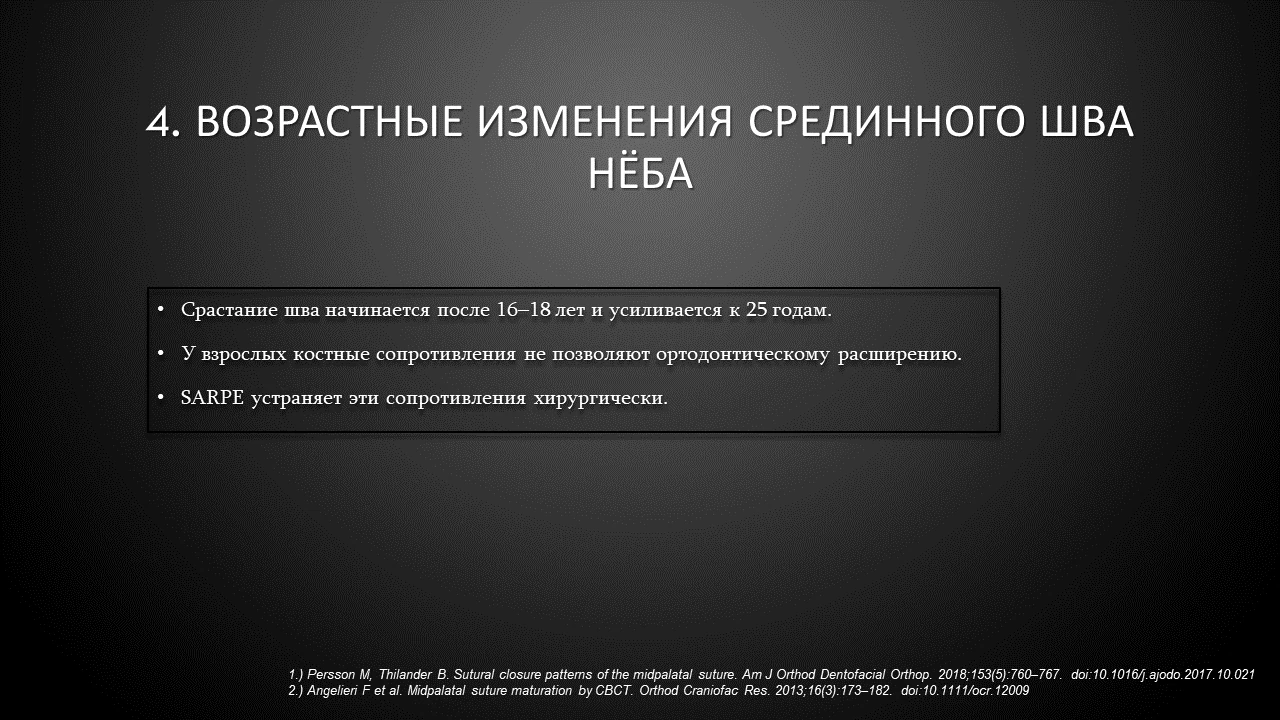 4. ВОЗРАСТНЫЕ ИЗМЕНЕНИЯ СРЕДИННОГО ШВА
НЁБА
• Срастание шва начинается после 16–18 лет и усиливается к 25 годам.
• У взрослых костные сопротивления не позволяют ортодонтическому расширению.
• SARPE устраняет эти сопротивления хирургически.
1.) Persson M, Thilander B. Sutural closure patterns of the midpalatal suture. Am J Orthod Dentofacial Orthop. 2018;153(5):760–767. doi:10.1016/j.ajodo.2017.10.021
2.) Angelieri F et al. Midpalatal suture maturation by CBCT. Orthod Craniofac Res. 2013;16(3):173–182. doi:10.1111/ocr.12009